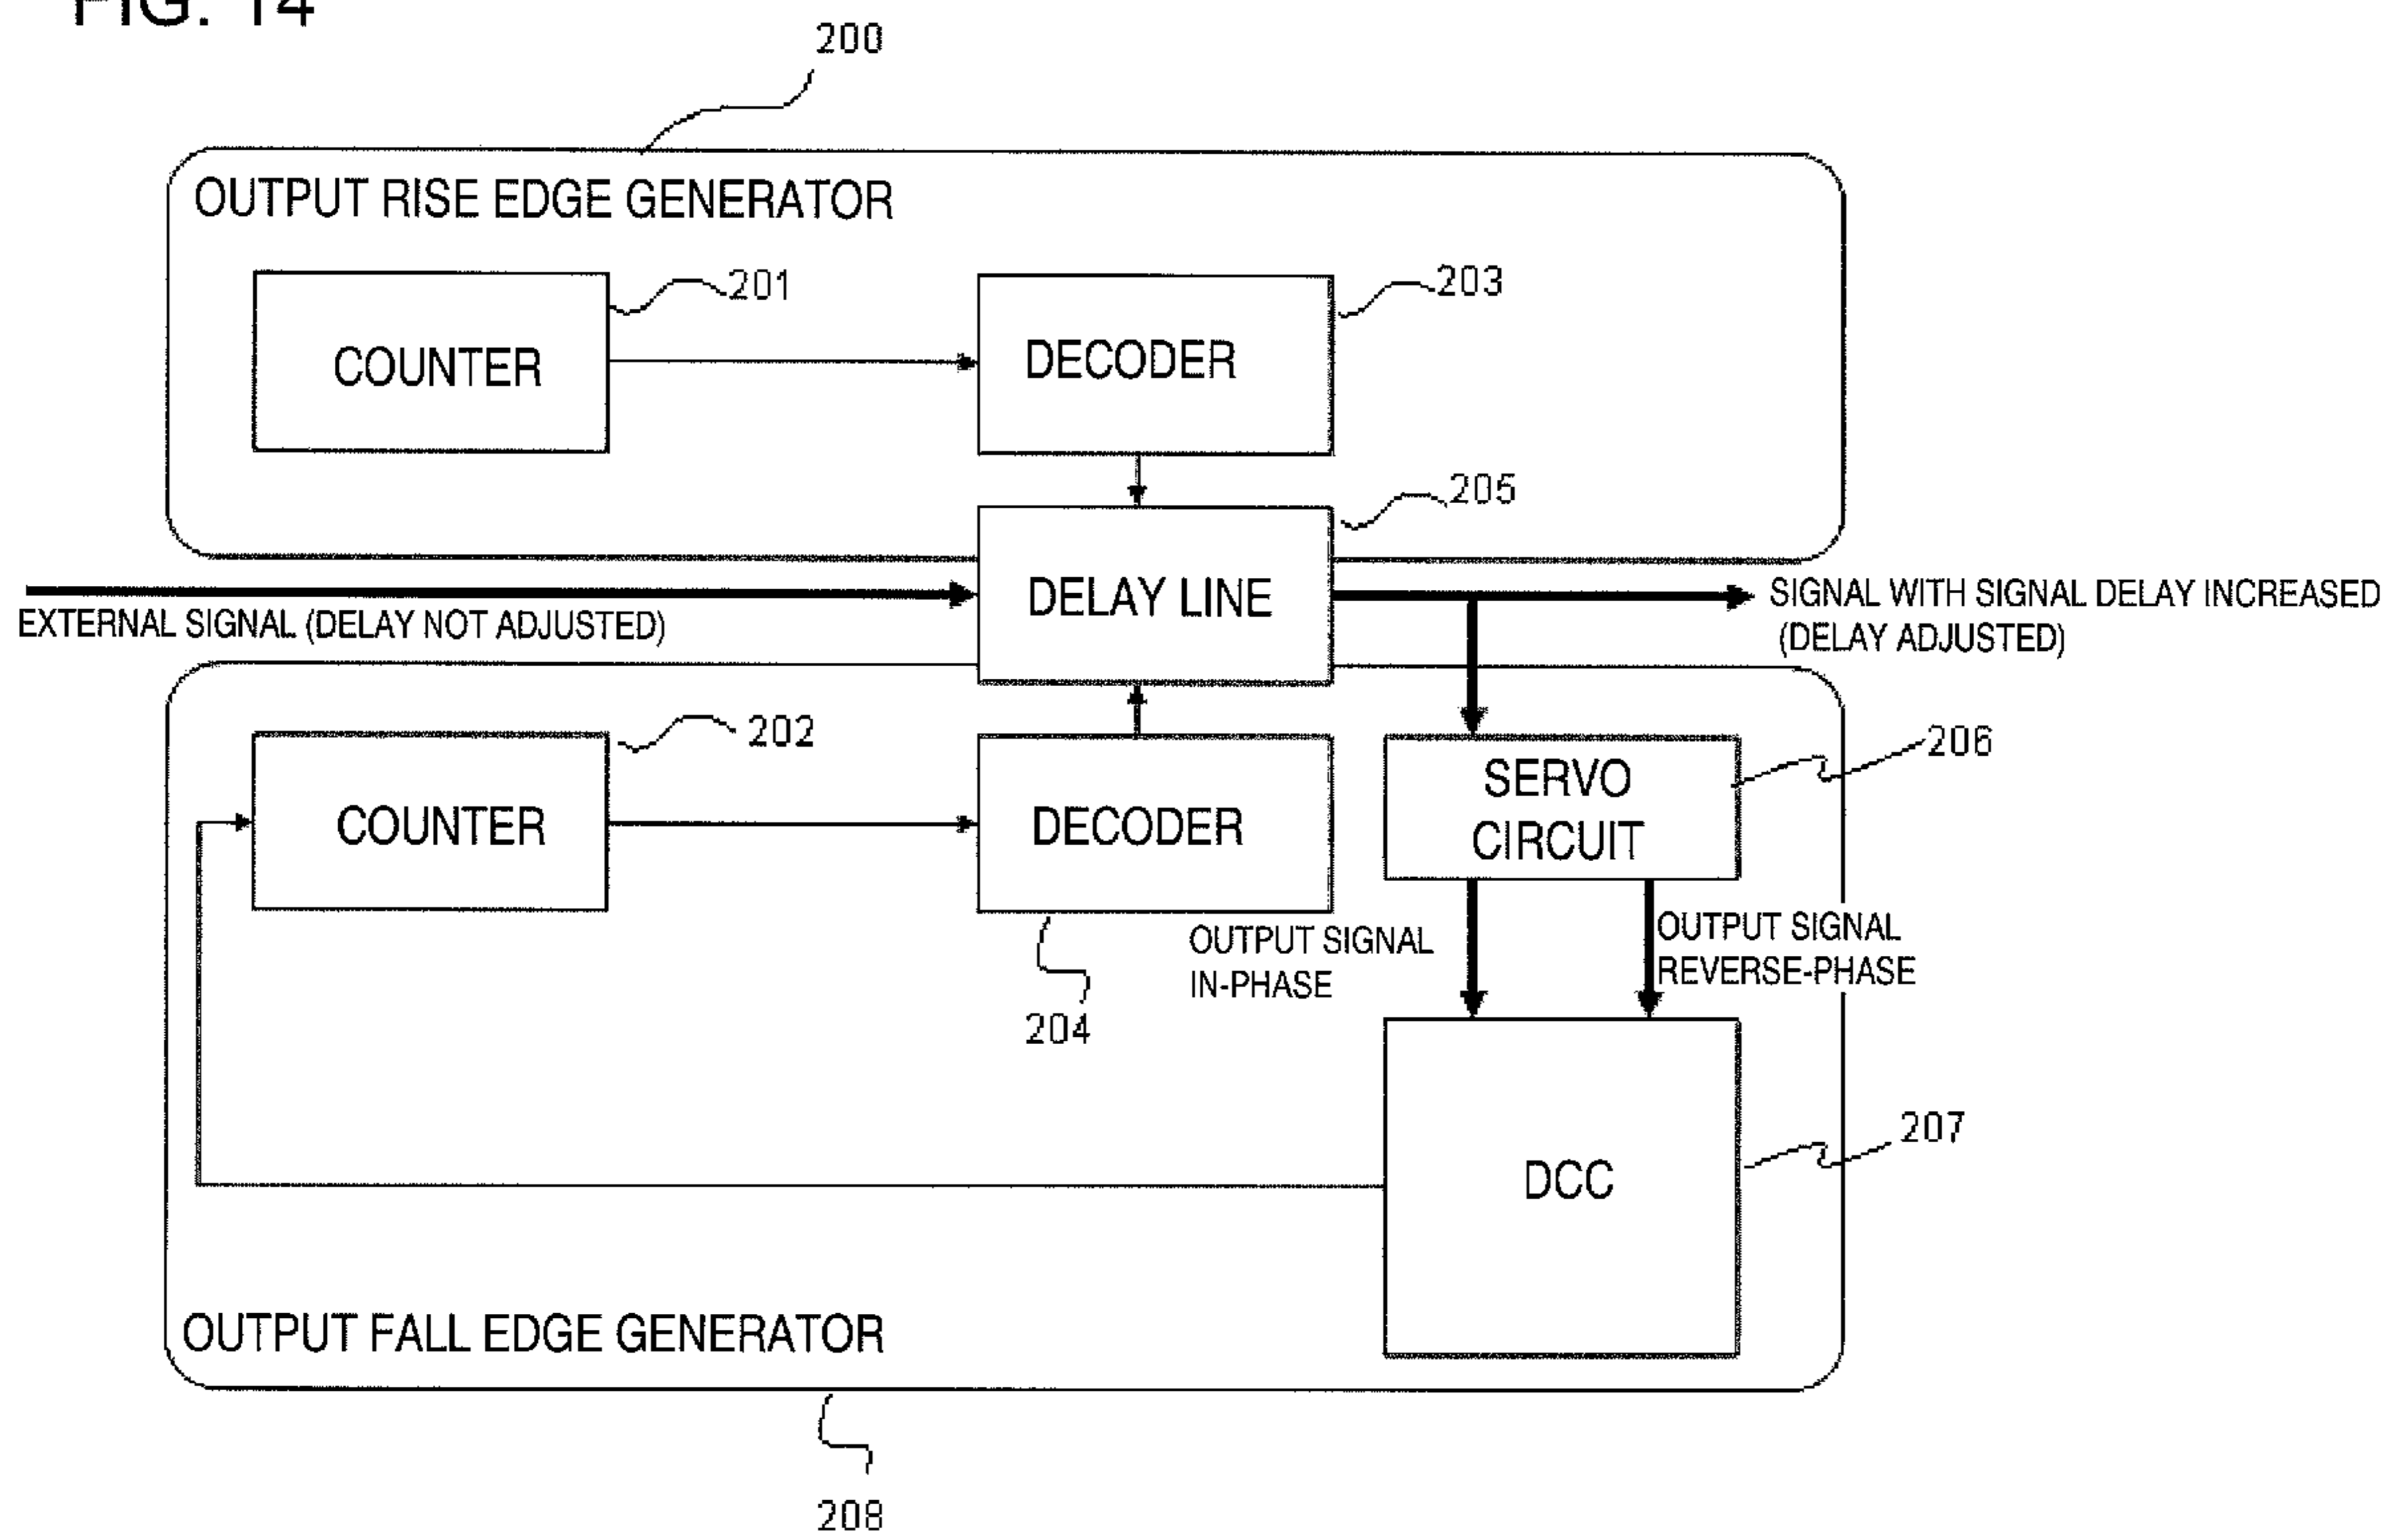 FIG. 14
200
OUTPUT RISE EDGE GENERATOR
201
203
COUNTER
DECODER
205
DELAY LINE
SIGNAL WITH SIGNAL DELAY INCREASED
(DELAY ADJUSTED)
EXTERNAL SIGNAL (DELAY NOT ADJUSTED)
202
206
COUNTER
DECODER
SERVO
CIRCUIT
OUTPUT SIGNAL
IN-PHASE
OUTPUT SIGNAL
REVERSE-PHASE
204
207
DCC
OUTPUT FALL EDGE GENERATOR
208